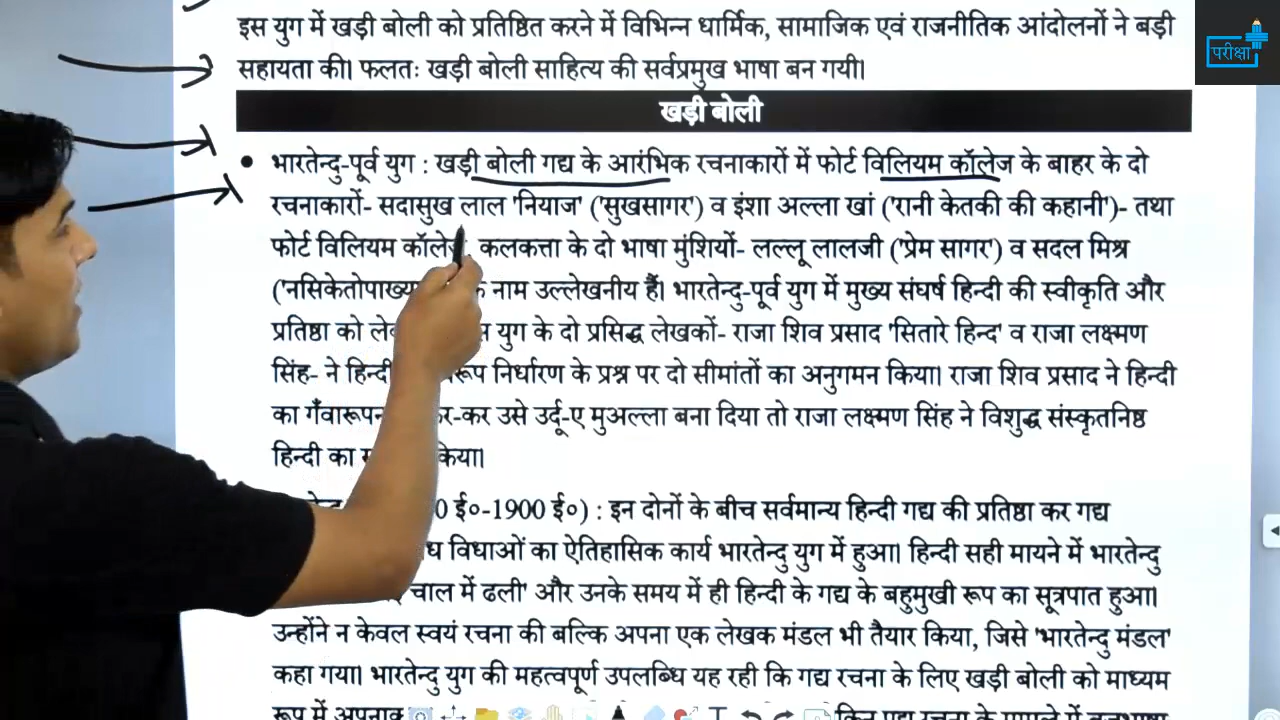 इस युग में खड़ी बोली को प्रतिष्ठित करने में विभिन्न धार्मिक, सामाजिक एवं राजनीतिक आंदोलनों ने बड़ी
सहायता की। फलतः खड़ी बोली साहित्य की सर्वप्रमुख भाषा बन गयी।
परीक्षा
खड़ी बोली
• भारतेन्दु-पूर्व युग : खड़ी बोली गद्य के आरंभिक रचनाकारों में फोर्ट विलियम कॉलेज के बाहर के दो
रचनाकारों- सदासुख लाल 'नियाज' ('सुखसागर') व इंशा अल्ला खां ('रानी केतकी की कहानी')- तथा
फोर्ट विलियम कॉलेज कलकत्ता के दो भाषा मुंशियों- लल्लू लालजी ('प्रेम सागर') व सदल मिश्र
('नसिकेतोपाख्या नाम उल्लेखनीय हैं। भारतेन्दु-पूर्व युग में मुख्य संघर्ष हिन्दी की स्वीकृति और
प्रतिष्ठा को युग के दो प्रसिद्ध लेखकों- राजा शिव प्रसाद 'सितारे हिन्द' व राजा लक्ष्मण
सिंह- ने हिन्दी निर्धारण के प्रश्न पर दो सीमांतों का अनुगमन किया। राजा शिव प्रसाद ने हिन्दी
का गँवारूपन कर-कर उसे उर्दू-ए मुअल्ला बना दिया तो राजा लक्ष्मण सिंह ने विशुद्ध संस्कृतनिष्ठ
हिन्दी का किया।
0 ई०-1900 ई०) : इन दोनों के बीच सर्वमान्य हिन्दी गद्य की प्रतिष्ठा कर गद्य
विधाओं का ऐतिहासिक कार्य भारतेन्दु युग में हुआ। हिन्दी सही मायने में भारतेन्दु
चाल में ढली' और उनके समय में ही हिन्दी के गद्य के बहुमुखी रूप का सूत्रपात हुआ।
उन्होंने न केवल स्वयं रचना की बल्कि अपना एक लेखक मंडल भी तैयार किया, जिसे 'भारतेन्दु मंडल'
कहा गया। भारतेन्दु युग की महत्वपूर्ण उपलब्धि यह रही कि गद्य रचना के लिए खड़ी बोली को माध्यम
रूप में